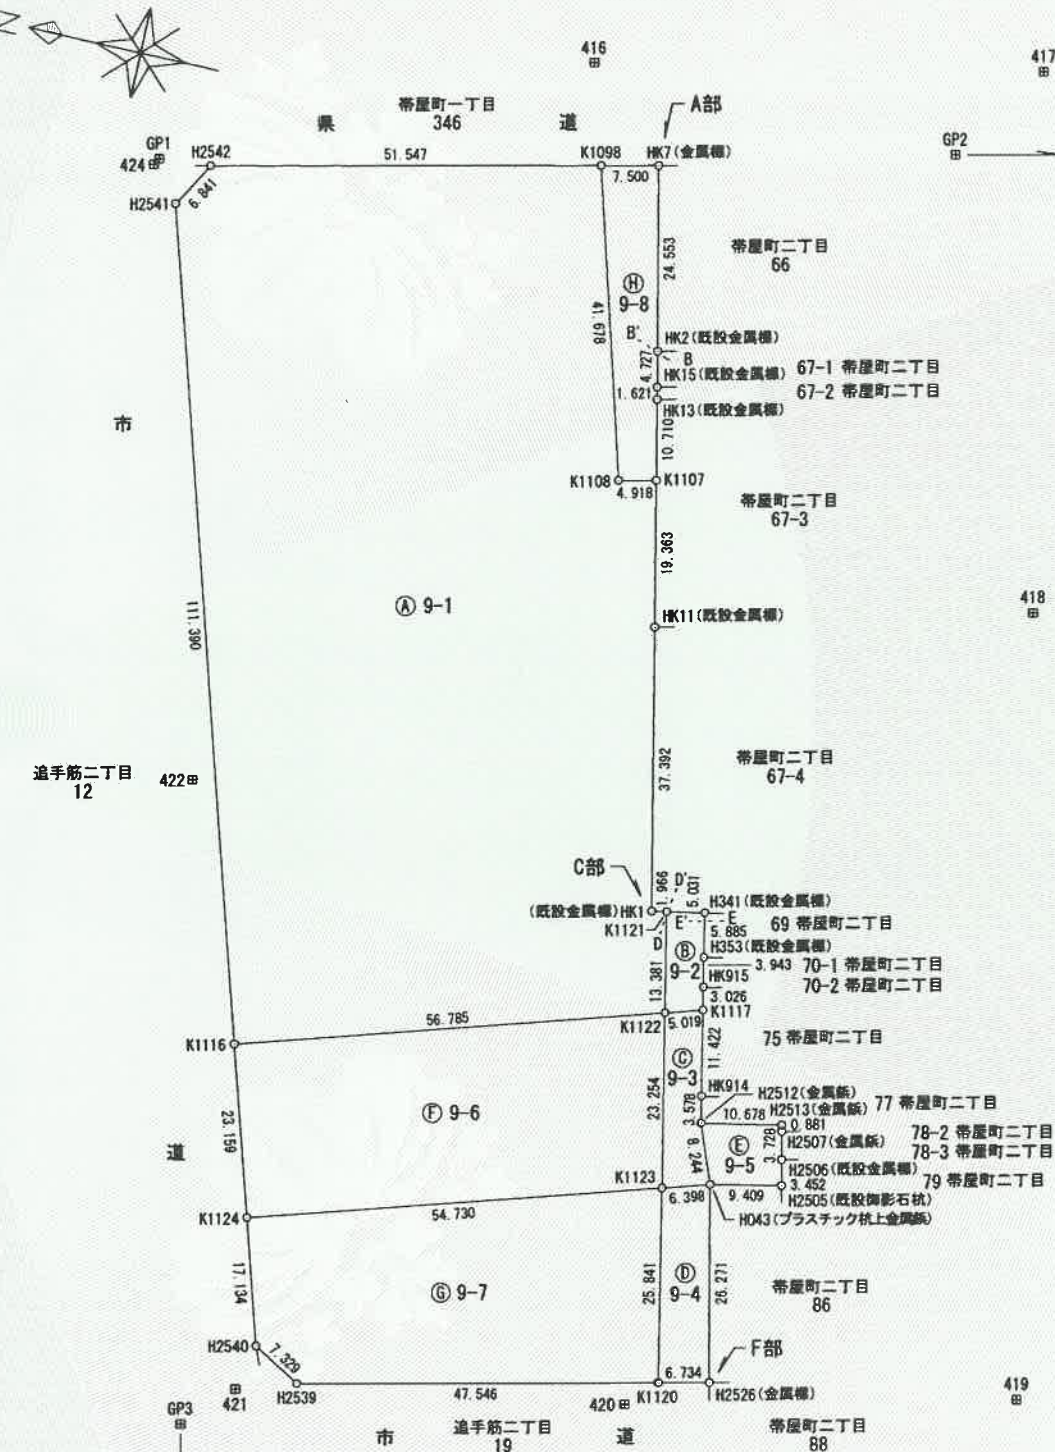 416
417
帯屋町一丁目
346
県
道
A部
GP1
424
H2542
51.547
K1098
HK7(金属標)
7.500
GP2
H2541
6.841
24.553
帯屋町二丁目
66
Ⓗ
9-8
41.678
B'
HK2(既設金属標)
B
4.727
HK15(既設金属標)
67-1 帯屋町二丁目
1.621
67-2 帯屋町二丁目
HK13(既設金属標)
市
10.710
K1108
K1107
4.918
帯屋町二丁目
67-3
19.363
Ⓐ 9-1
111.390
HK11(既設金属標)
418
追手筋二丁目
12
422
37.392
帯屋町二丁目
67-4
C部
1.966
D'
5.031
(既設金属標)HK1
H341(既設金属標)
K1121
E'
E
69 帯屋町二丁目
5.885
D
Ⓑ
9-2
H353(既設金属標)
3.943
70-1 帯屋町二丁目
13.381
HK915
70-2 帯屋町二丁目
3.026
56.785
K1122
5.019
K1117
K1116
11.422
75 帯屋町二丁目
Ⓒ
9-3
HK914
H2512(金属鋲)
23.254
3.578
10.678
H2513(金属鋲)
77 帯屋町二丁目
Ⓕ 9-6
23.159
0.881
78-2 帯屋町二丁目
8.244
Ⓔ
9-5
3.728
H2507(金属鋲)
78-3 帯屋町二丁目
道
H2506(既設金属標)
79 帯屋町二丁目
K1123
6.398
9.409
3.452
H2505(既設御影石杭)
K1124
54.730
H043(プラスチック杭上金属鋲)
17.134
Ⓖ 9-7
25.841
Ⓓ
9-4
26.271
帯屋町二丁目
86
H2540
7.329
F部
6.734
421
H2539
47.546
K1120
H2526(金属標)
420
419
GP3
市
追手筋二丁目
19
道
帯屋町二丁目
88